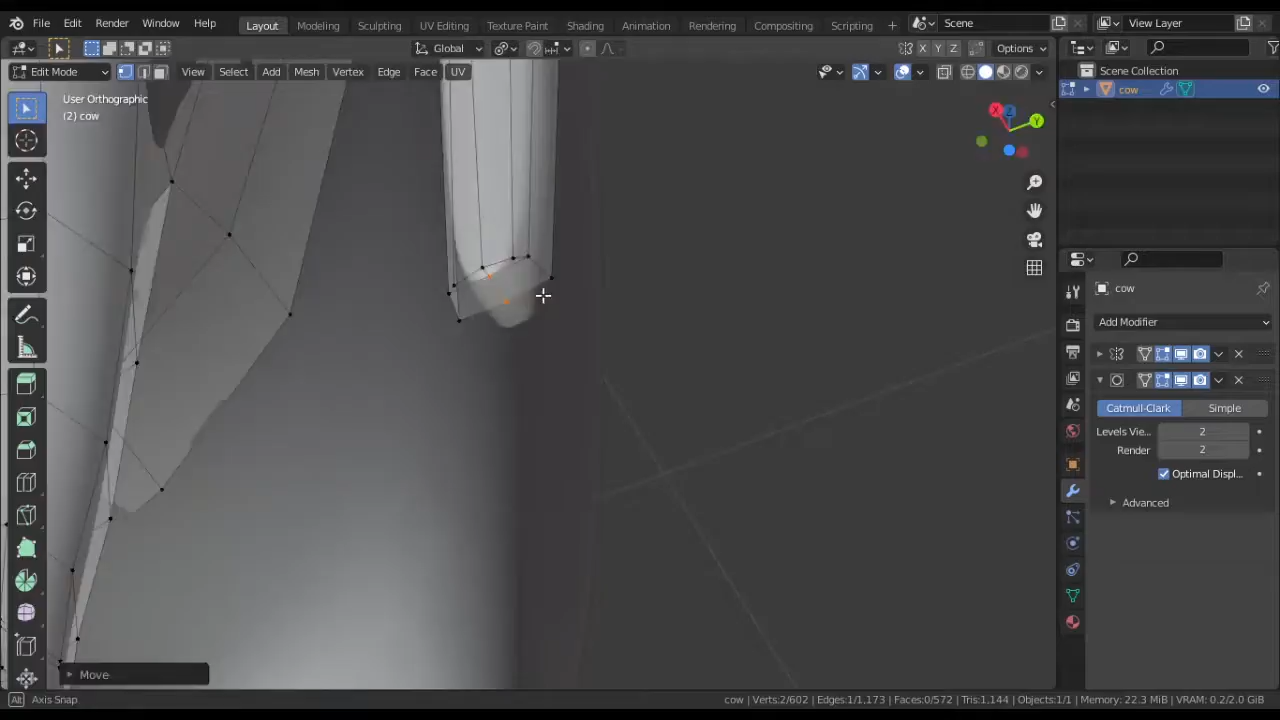 File Edit Render Window Help Layout Modeling Sculpting UV Editing Texture Paint Shading Animation Rendering Compositing Scripting + Scene View Layer
Global X Y Z Options
Edit Mode View Select Add Mesh Vertex Edge Face UV
Scene Collection
cow
User Orthographic
(2) cow
X Z Y
cow
Add Modifier
Catmull-Clark Simple
Levels Vie... 2
Render 2
Optimal Displ...
Advanced
Move
Alt Axis Snap cow | Verts:2/602 | Edges:1/1,173 | Faces:0/572 | Tris:1,144 | Objects:1/1 | Memory: 22.3 MiB | VRAM: 0.2/2.0 GiB